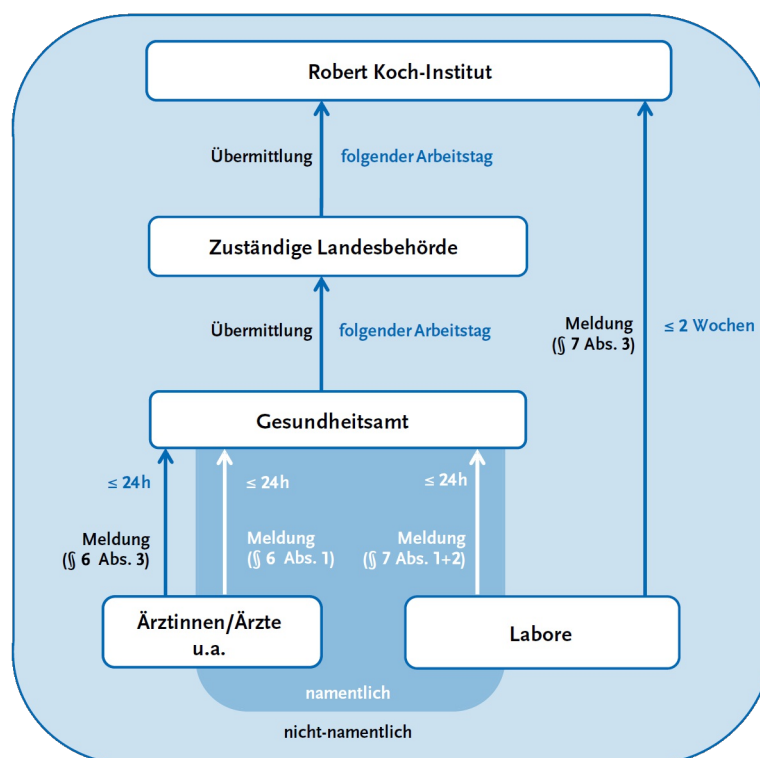 Robert Koch-Institut
Übermittlung folgender Arbeitstag
Zuständige Landesbehörde
Übermittlung folgender Arbeitstag
Meldung
(§ 7 Abs. 3)
≤ 2 Wochen
Gesundheitsamt
≤ 24h
≤ 24h
≤ 24h
Meldung
(§ 6 Abs. 3)
Meldung
(§ 6 Abs. 1)
Meldung
(§ 7 Abs. 1+2)
Ärztinnen/Ärzte
u.a.
Labore
namentlich
nicht-namentlich